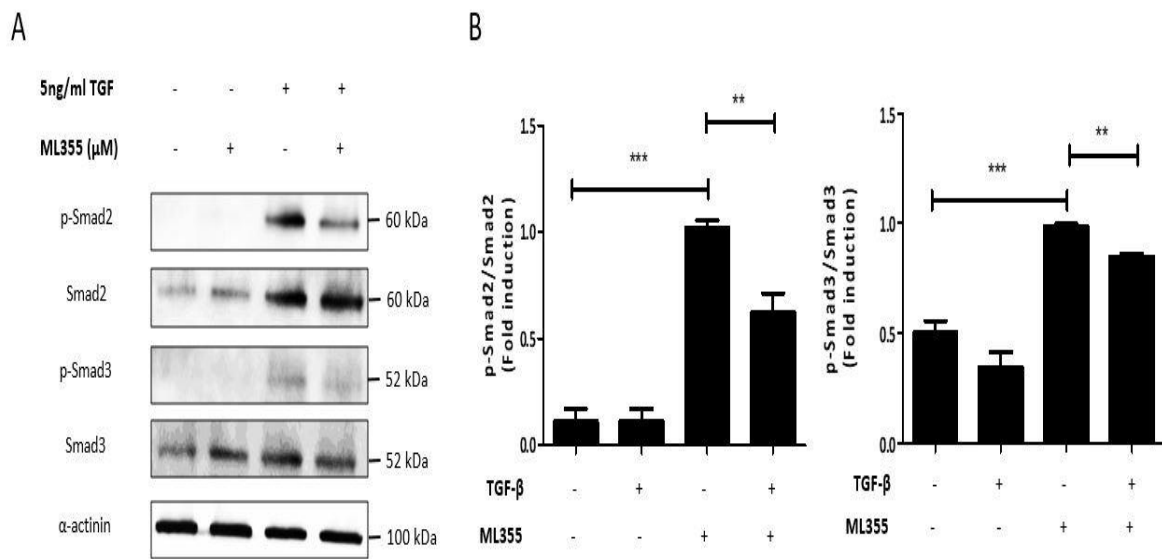 A
5ng/ml TGF - - + +
ML355 (μM) - + - +
p-Smad2 60 kDa
Smad2 60 kDa
p-Smad3 52 kDa
Smad3 52 kDa
α-actinin 100 kDa
B
p-Smad2/Smad2
(Fold induction)
1.5
1.0
0.5
0.0
***
**
TGF-β - + - +
ML355 - - + +
p-Smad3/Smad3
(Fold induction)
1.5
1.0
0.5
0.0
***
**
TGF-β - + - +
ML355 - - + +